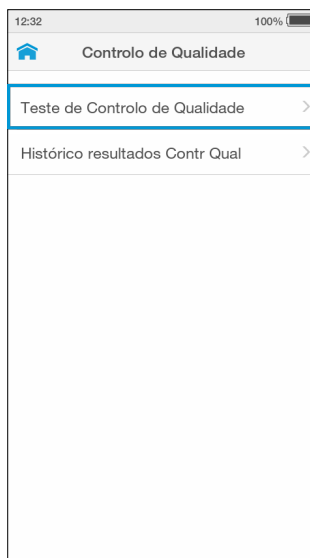 12:32 100%
Controlo de Qualidade
Teste de Controlo de Qualidade
Histórico resultados Contr Qual